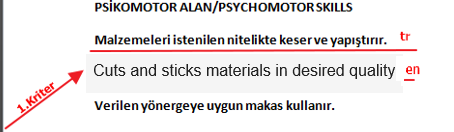 PSİKOMOTOR ALAN/PSYCHOMOTOR SKILLS
Malzemeleri istenilen nitelikte keser ve yapıştırır. tr
Cuts and sticks materials in desired quality en
1.Kriter
Verilen yönergeye uygun makas kullanır.